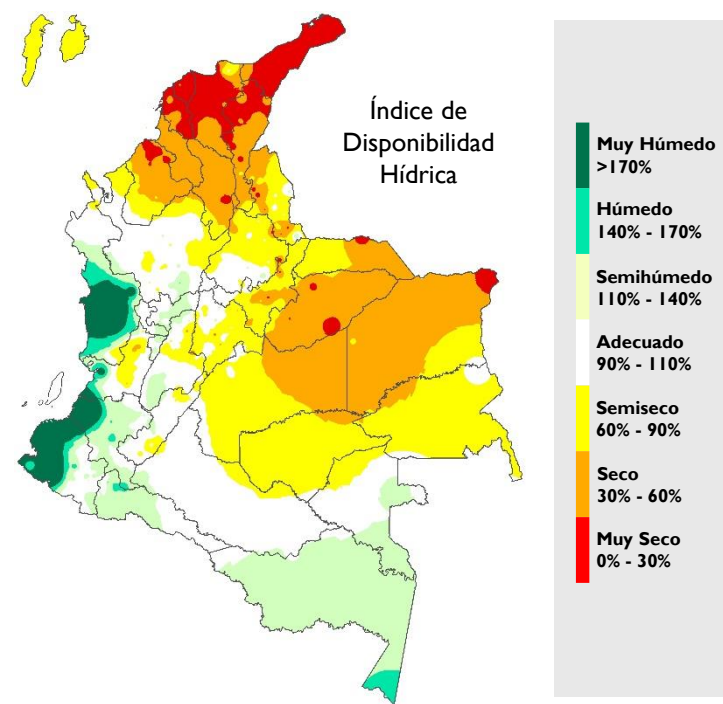 Índice de
Disponibilidad
Hídrica
Muy Húmedo
>170%
Húmedo
140% - 170%
Semihúmedo
110% - 140%
Adecuado
90% - 110%
Semiseco
60% - 90%
Seco
30% - 60%
Muy Seco
0% - 30%